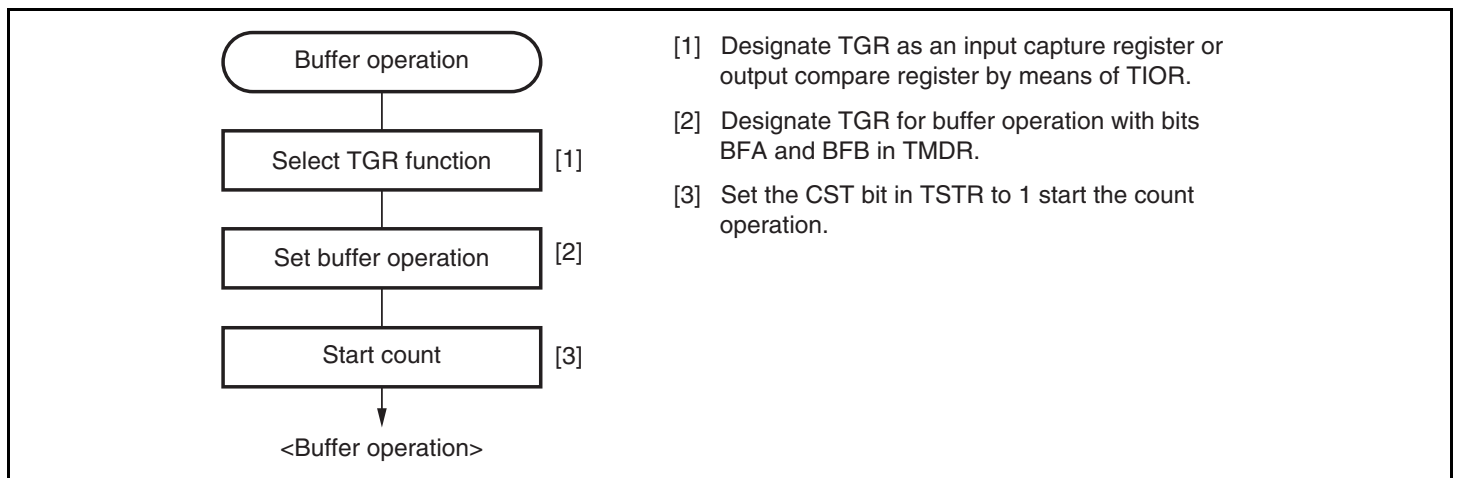 Buffer operation
Select TGR function
[1]
Set buffer operation
[2]
Start count
[3]
<Buffer operation>
[1] Designate TGR as an input capture register or
output compare register by means of TIOR.
[2] Designate TGR for buffer operation with bits
BFA and BFB in TMDR.
[3] Set the CST bit in TSTR to 1 start the count
operation.